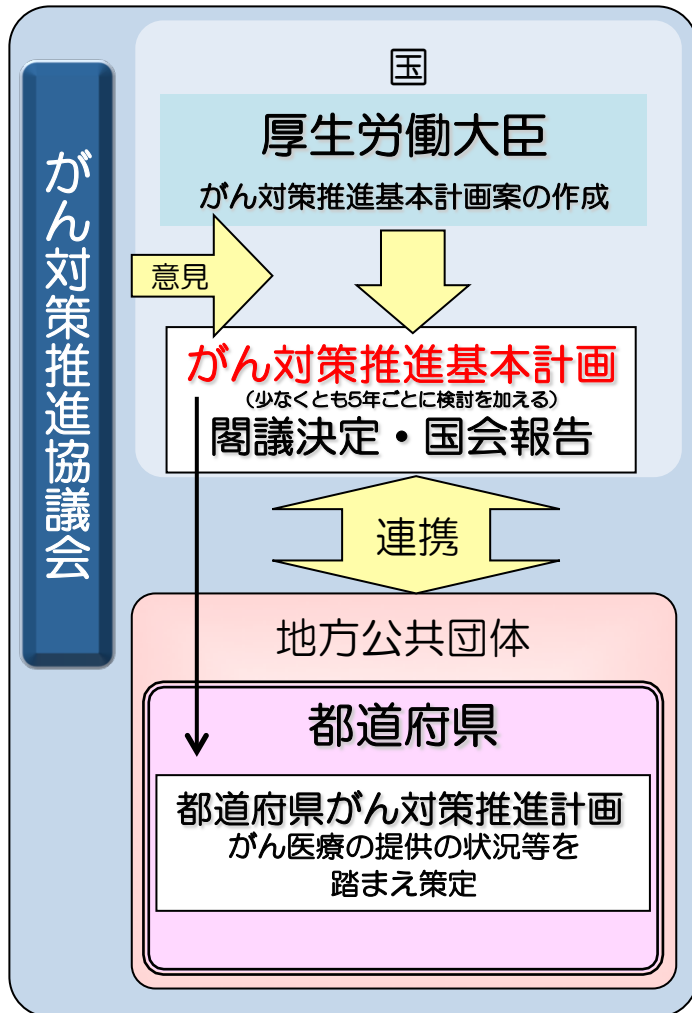 がん対策推進協議会
国
厚生労働大臣
がん対策推進基本計画案の作成
意見
がん対策推進基本計画
（少なくとも5年ごとに検討を加える）
閣議決定・国会報告
連携
地方公共団体
都道府県
都道府県がん対策推進計画
がん医療の提供の状況等を
踏まえ策定